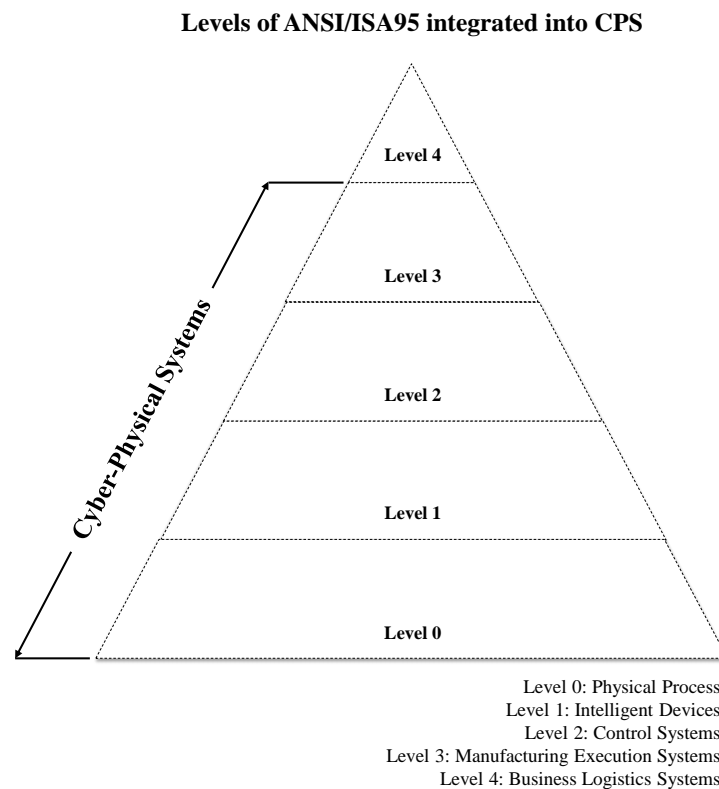 Levels of ANSI/ISA95 integrated into CPS
Level 4
Level 3
Cyber-Physical Systems
Level 2
Level 1
Level 0
Level 0: Physical Process
Level 1: Intelligent Devices
Level 2: Control Systems
Level 3: Manufacturing Execution Systems
Level 4: Business Logistics Systems